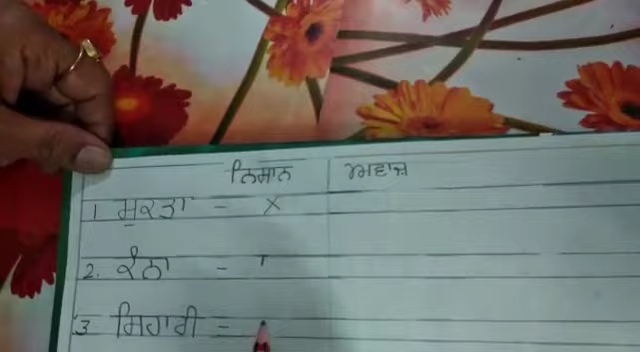 ਨਿਸ਼ਾਨ ਅਵਾਜ਼
1. ਮੁਕਤਾ - ×
2. ਕੰਨਾ - ਾ
3 ਸਿਹਾਰੀ =